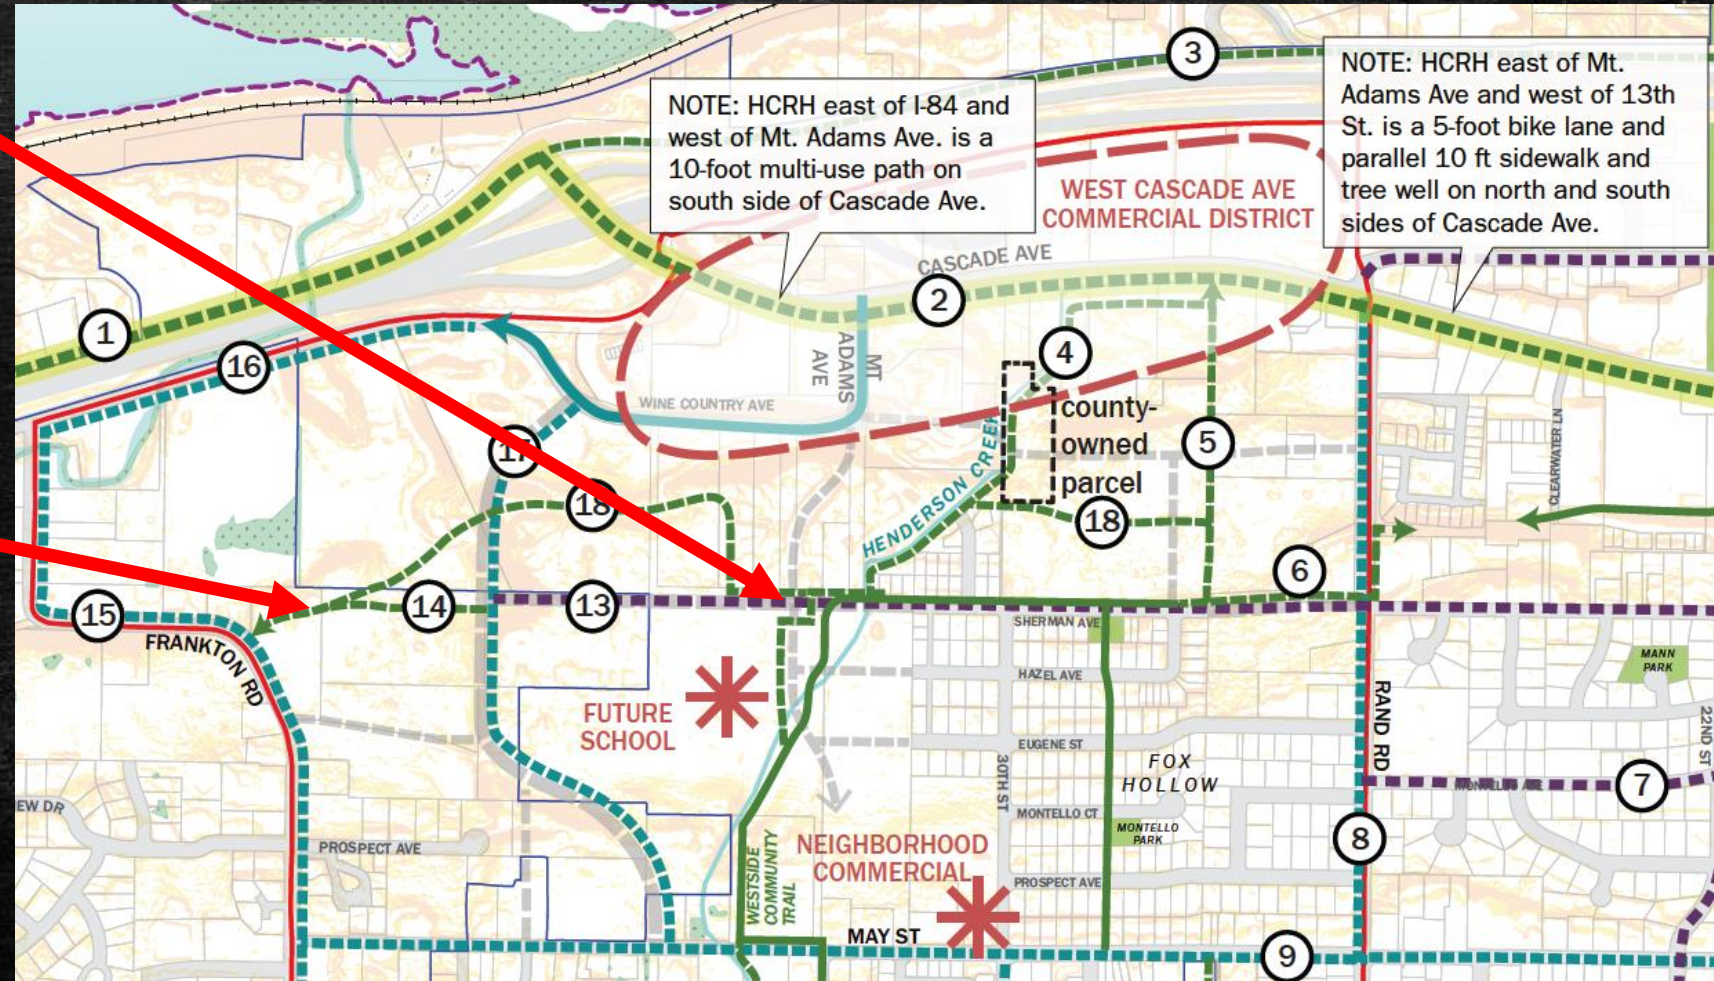 3
NOTE: HCRH east of I-84 and
west of Mt. Adams Ave. is a
10-foot multi-use path on
south side of Cascade Ave.
NOTE: HCRH east of Mt.
Adams Ave and west of 13th
St. is a 5-foot bike lane and
parallel 10 ft sidewalk and
tree well on north and south
sides of Cascade Ave.
WEST CASCADE AVE
COMMERCIAL DISTRICT
CASCADE AVE
1
2
16
MT
ADAMS
AVE
4
WINE COUNTRY AVE
county-
owned
parcel
5
17
HENDERSON CREEK
CLEARWATER LN
18
18
6
15
14
13
FRANKTON RD
SHERMAN AVE
HAZEL AVE
MANN
PARK
FUTURE
SCHOOL
RAND RD
22ND ST
EUGENE ST
FOX
HOLLOW
30TH ST
MONTELLO AVE
7
EW DR
MONTELLO CT
MONTELLO
PARK
PROSPECT AVE
NEIGHBORHOOD
COMMERCIAL
8
PROSPECT AVE
WESTSIDE
COMMUNITY
TRAIL
MAY ST
9